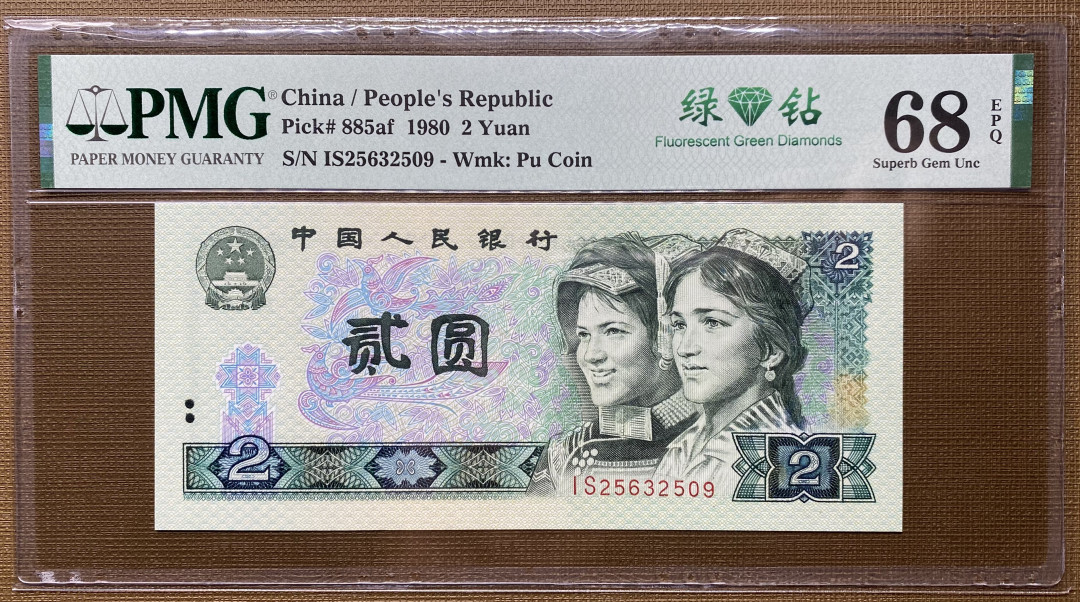 PMG®
PAPER MONEY GUARANTY
China / People's Republic
Pick# 885af 1980 2 Yuan
S/N IS25632509 - Wmk: Pu Coin
绿 钻
Fluorescent Green Diamonds
68
EPQ
Superb Gem Unc
中国人民银行
2
贰圆
2
IS25632509
2